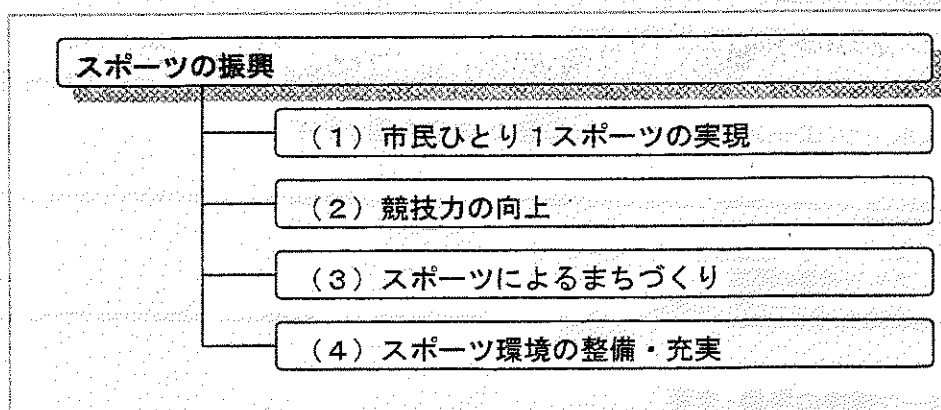 スポーツの振興
(1)市民ひとり1スポーツの実現
(2)競技力の向上
(3)スポーツによるまちづくり
(4)スポーツ環境の整備・充実